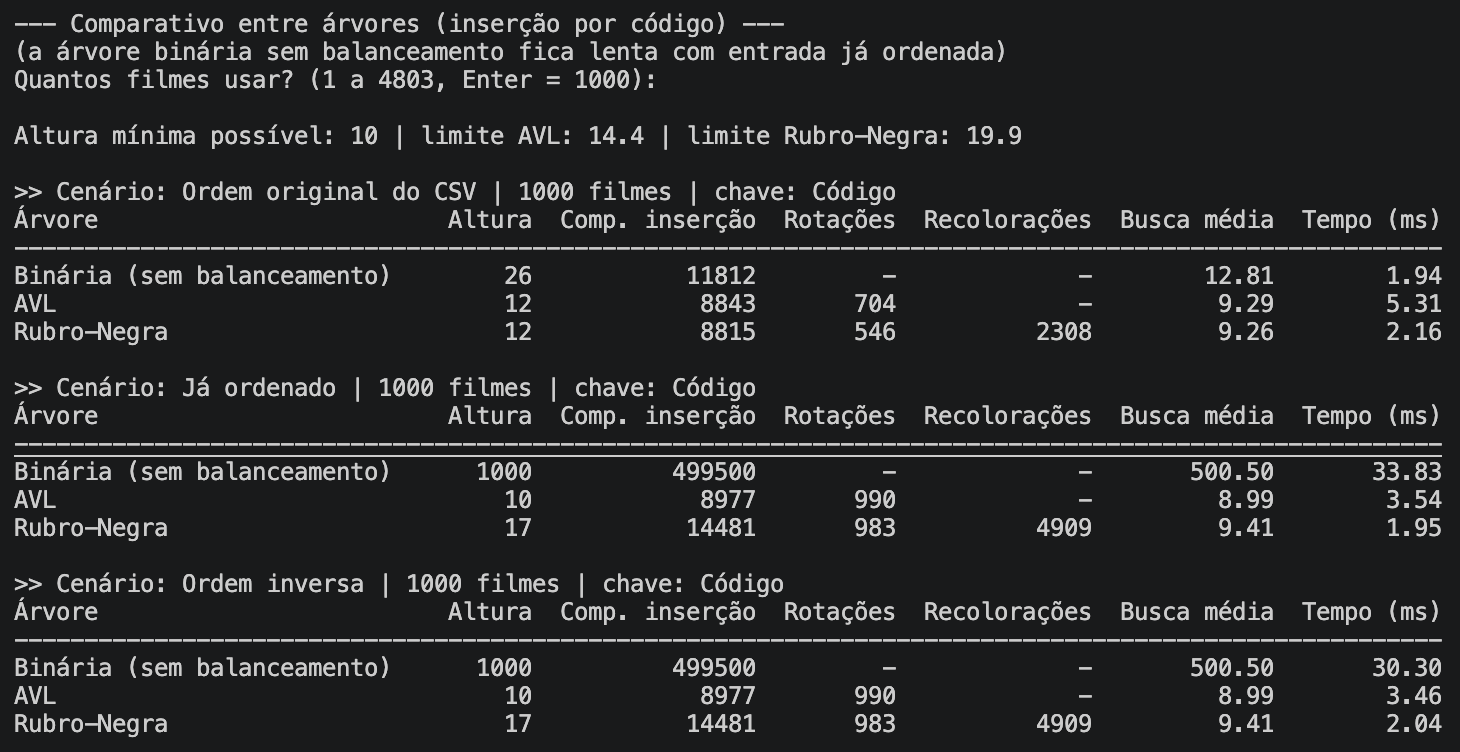 --- Comparativo entre árvores (inserção por código) ---
(a árvore binária sem balanceamento fica lenta com entrada já ordenada)
Quantos filmes usar? (1 a 4803, Enter = 1000):
Altura mínima possível: 10 | limite AVL: 14.4 | limite Rubro-Negra: 19.9
>> Cenário: Ordem original do CSV | 1000 filmes | chave: Código
Árvore Altura Comp. inserção Rotações Recolorações Busca média Tempo (ms)
------------------------------------------------------------------------------------------------------
Binária (sem balanceamento) 26 11812 - - 12.81 1.94
AVL 12 8843 704 - 9.29 5.31
Rubro-Negra 12 8815 546 2308 9.26 2.16
>> Cenário: Já ordenado | 1000 filmes | chave: Código
Árvore Altura Comp. inserção Rotações Recolorações Busca média Tempo (ms)
------------------------------------------------------------------------------------------------------
Binária (sem balanceamento) 1000 499500 - - 500.50 33.83
AVL 10 8977 990 - 8.99 3.54
Rubro-Negra 17 14481 983 4909 9.41 1.95
>> Cenário: Ordem inversa | 1000 filmes | chave: Código
Árvore Altura Comp. inserção Rotações Recolorações Busca média Tempo (ms)
------------------------------------------------------------------------------------------------------
Binária (sem balanceamento) 1000 499500 - - 500.50 30.30
AVL 10 8977 990 - 8.99 3.46
Rubro-Negra 17 14481 983 4909 9.41 2.04